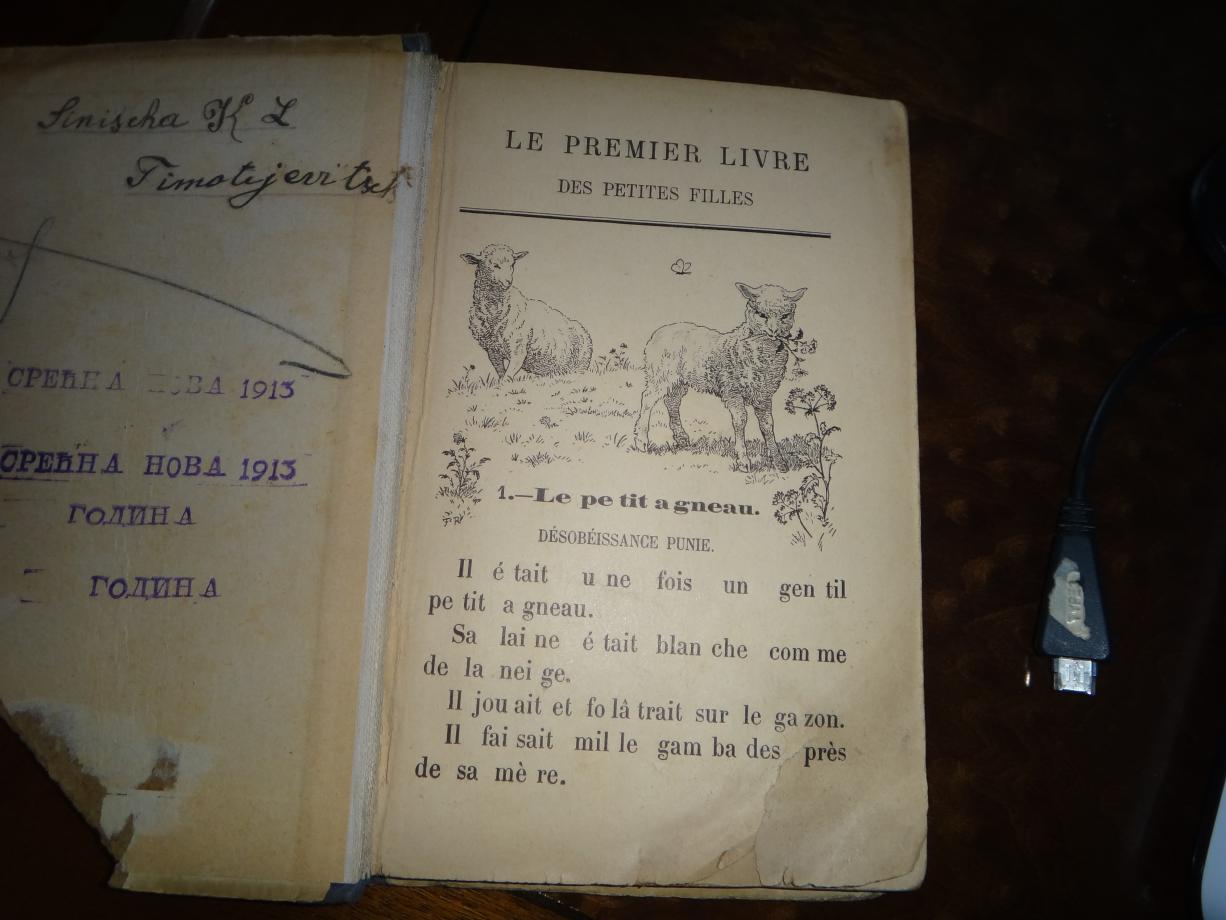 Sinischa K L
Timotijevitsch
СРЕЋНА НОВА 1913
СРЕЋНА НОВА 1913
ГОДИНА
ГОДИНА
LE PREMIER LIVRE
DES PETITES FILLES
1.—Le pe tit a gneau.
DÉSOBÉISSANCE PUNIE.
Il é tait u ne fois un gen til
pe tit a gneau.
Sa lai ne é tait blan che com me
de la nei ge.
Il jou ait et fo lâ trait sur le ga zon.
Il fai sait mil le gam ba des près
de sa mè re.